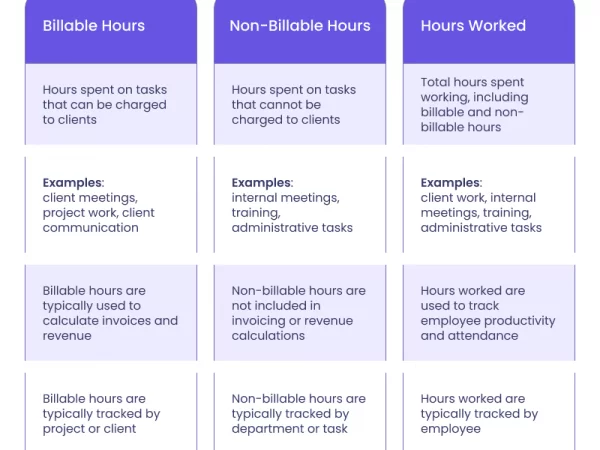 Billable Hours
Non-Billable Hours
Hours Worked
Hours spent on tasks
that can be charged
to clients
Hours spent on tasks
that cannot be
charged to clients
Total hours spent
working, including
billable and non-
billable hours
Examples:
client meetings,
project work, client
communication
Examples:
internal meetings,
training,
administrative tasks
Examples:
client work, internal
meetings, training,
administrative tasks
Billable hours are
typically used to
calculate invoices and
revenue
Non-billable hours are
not included in
invoicing or revenue
calculations
Hours worked are
used to track
employee productivity
and attendance
Billable hours are
typically tracked by
project or client
Non-billable hours are
typically tracked by
department or task
Hours worked are
typically tracked by
employee